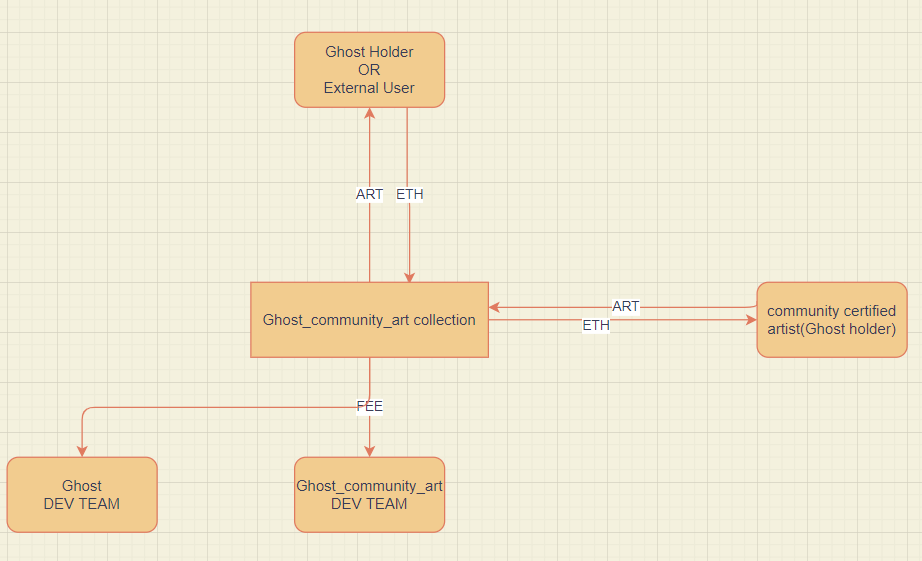 Ghost Holder
OR
External User
ART
ETH
Ghost_community_art collection
ART
ETH
community certified
artist(Ghost holder)
FEE
Ghost
DEV TEAM
Ghost_community_art
DEV TEAM